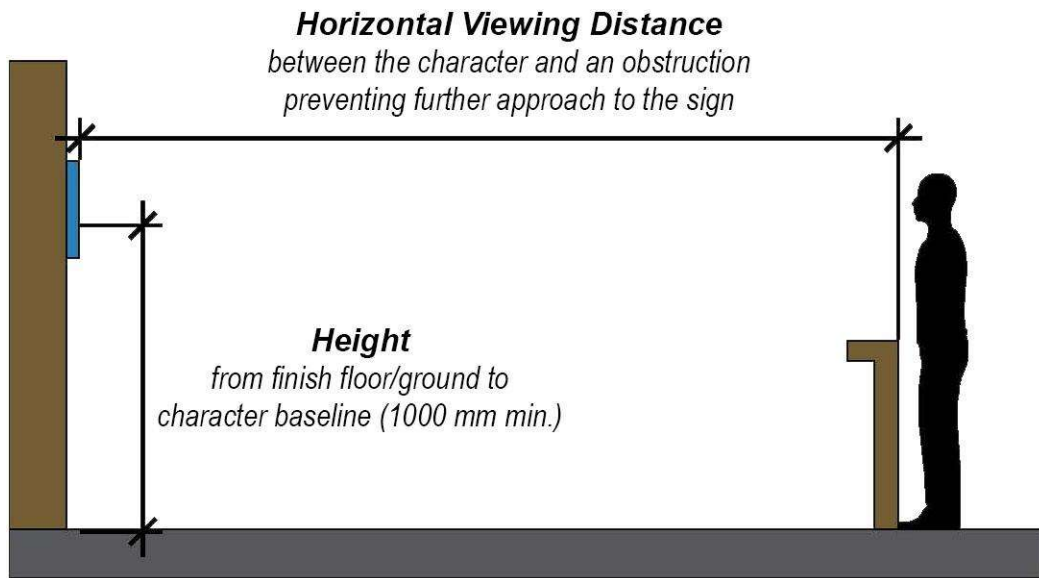 Horizontal Viewing Distance
between the character and an obstruction
preventing further approach to the sign
Height
from finish floor/ground to
character baseline (1000 mm min.)